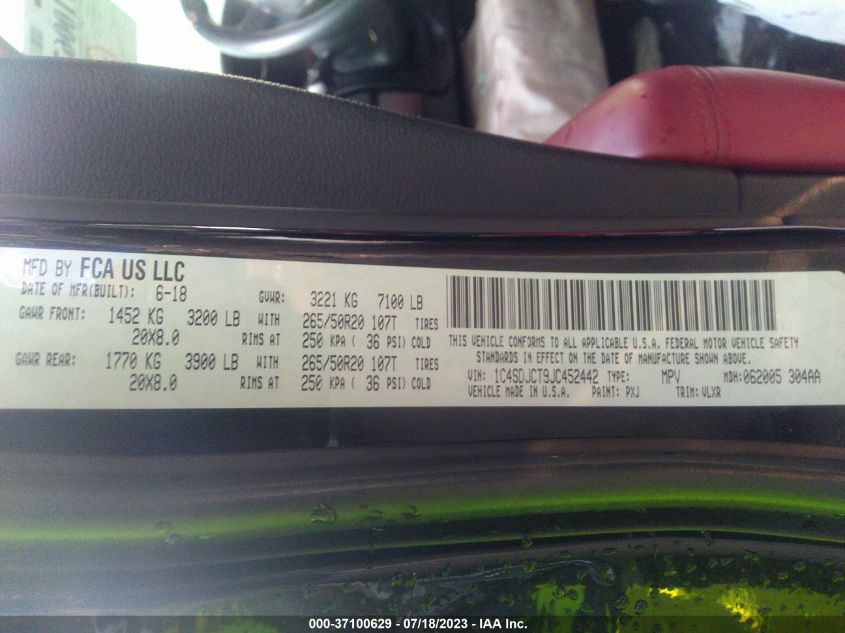 MFD BY FCA US LLC
DATE OF MFR(BUILT): 6-18 GVWR: 3221 KG 7100 LB
GAWR FRONT: 1452 KG 3200 LB WITH 265/50R20 107T TIRES
20X8.0 RIMS AT 250 KPA ( 36 PSI) COLD
GAWR REAR: 1770 KG 3900 LB WITH 265/50R20 107T TIRES
20X8.0 RIMS AT 250 KPA ( 36 PSI) COLD
THIS VEHICLE CONFORMS TO ALL APPLICABLE U.S.A. FEDERAL MOTOR VEHICLE SAFETY
STANDARDS IN EFFECT ON THE DATE OF MANUFACTURE SHOWN ABOVE.
VIN: 1C4SDJCT9JC452442 TYPE: MPV MDH:062005 304AA
VEHICLE MADE IN U.S.A. PAINT: PXJ TRIM:VLXR
000-37100629 - 07/18/2023 - IAA Inc.